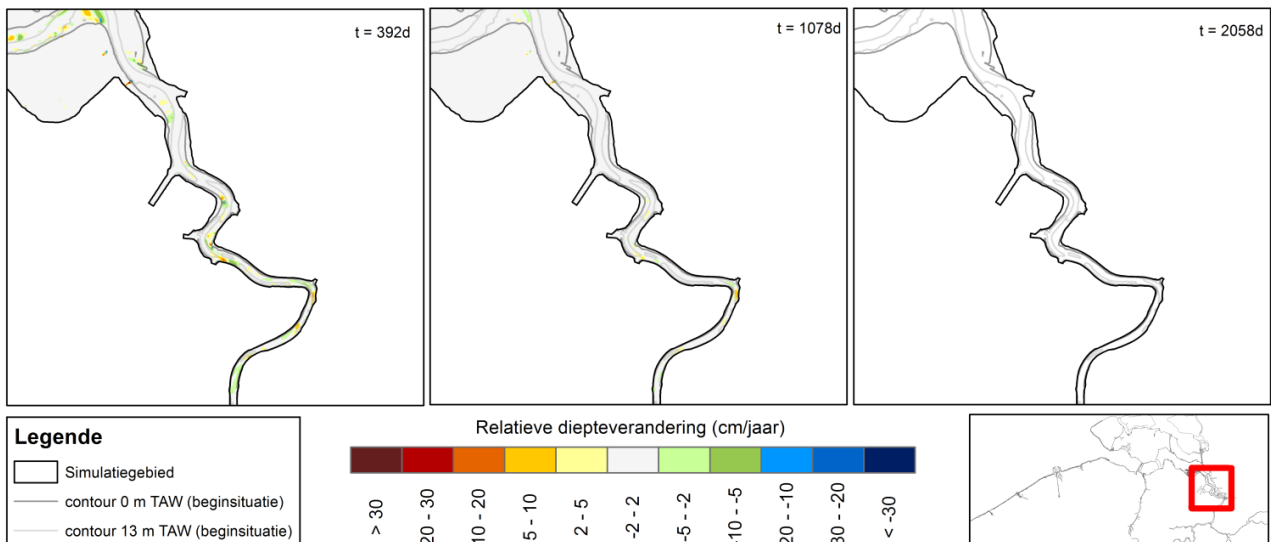 t = 392d
t = 1078d
t = 2058d
Legende
Simulatiegebied
contour 0 m TAW (beginsituatie)
contour 13 m TAW (beginsituatie)
Relatieve diepteverandering (cm/jaar)
> 30
20 - 30
10 - 20
5 - 10
2 - 5
-2 - 2
-5 - -2
-10 - -5
20 - -10
30 - -20
< -30